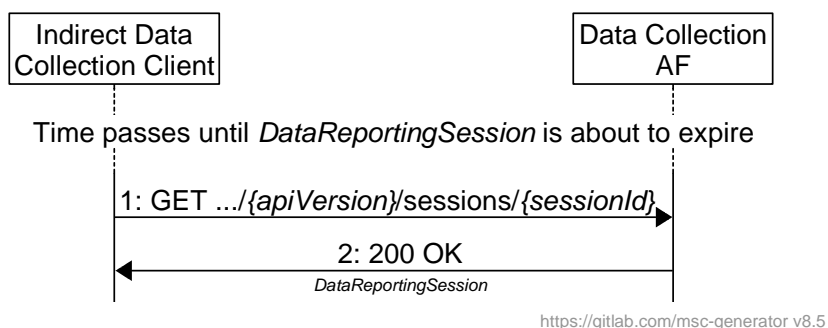 Indirect Data
Collection Client
Data Collection
AF
Time passes until DataReportingSession is about to expire
1: GET .../{apiVersion}/sessions/{sessionId}
2: 200 OK
DataReportingSession
https://gitlab.com/msc-generator v8.5